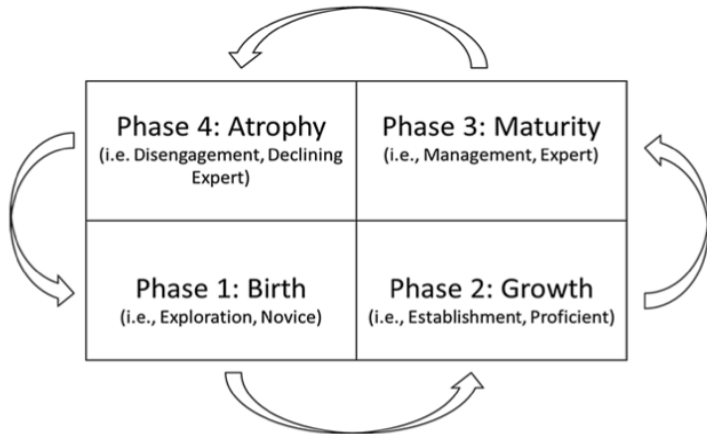 Phase 4: Atrophy
(i.e. Disengagement, Declining
Expert)
Phase 3: Maturity
(i.e., Management, Expert)
Phase 1: Birth
(i.e., Exploration, Novice)
Phase 2: Growth
(i.e., Establishment, Proficient)